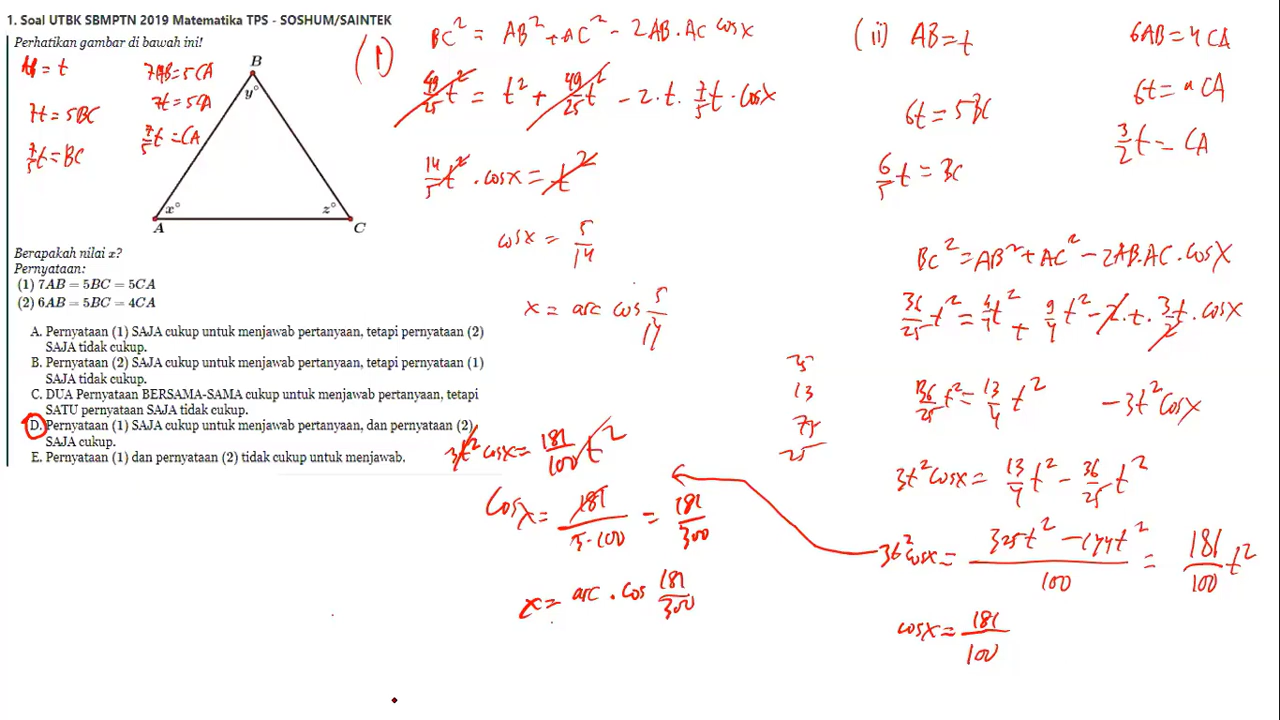 1. Soal UTBK SBMPTN 2019 Matematika TPS - SOSHUM/SAINTEK
Perhatikan gambar di bawah ini!
AB = t
7t = 5BC
7/5 t = BC
7AB = 5CA
7t = 5CA
7/5 t = CA
B
y°
x°
z°
A
C
Berapakah nilai x?
Pernyataan:
(1) 7AB = 5BC = 5CA
(2) 6AB = 5BC = 4CA
A. Pernyataan (1) SAJA cukup untuk menjawab pertanyaan, tetapi pernyataan (2)
SAJA tidak cukup.
B. Pernyataan (2) SAJA cukup untuk menjawab pertanyaan, tetapi pernyataan (1)
SAJA tidak cukup.
C. DUA Pernyataan BERSAMA-SAMA cukup untuk menjawab pertanyaan, tetapi
SATU pernyataan SAJA tidak cukup.
D. Pernyataan (1) SAJA cukup untuk menjawab pertanyaan, dan pernyataan (2)
SAJA cukup.
E. Pernyataan (1) dan pernyataan (2) tidak cukup untuk menjawab.
(1) BC² = AB² + AC² - 2AB.AC cos x
49/25 t² = t² + 49/25 t² - 2. t. 7/5 t. cos x
14/5 t². cos x = t²
cos x = 5/14
x = arc cos 5/14
25
13
75
25
3t² cos x = 181/100 t²
Cos x = 181/3.100 = 181/300
x = arc. cos 181/300
(ii) AB = t
6t = 5BC
6/5 t = BC
6AB = 4CA
6t = 4CA
3/2 t = CA
BC² = AB² + AC² - 2AB.AC. cos x
36/25 t² = 4/4 t² + 9/4 t² - 2. t. 3/2 t. cos x
36/25 t² = 13/4 t² - 3t² cos x
3t² cos x = 13/4 t² - 36/25 t²
3t² cos x = 325t² - 144t² / 100 = 181/100 t²
cos x = 181/100